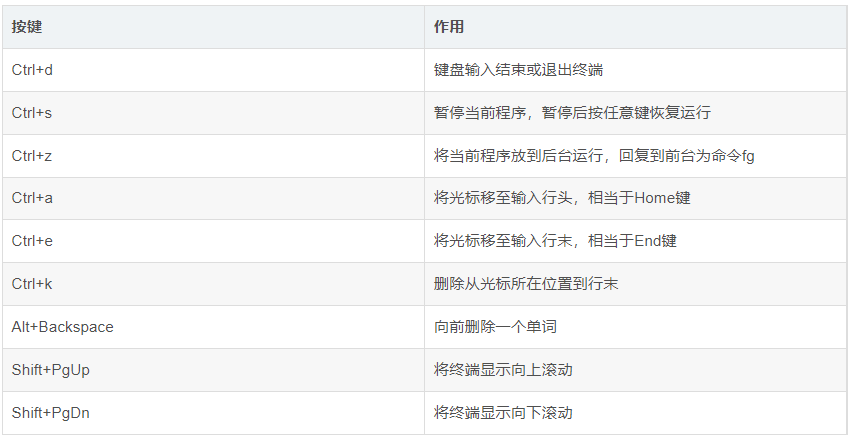 按键 作用
Ctrl+d 键盘输入结束或退出终端
Ctrl+s 暂停当前程序，暂停后按任意键恢复运行
Ctrl+z 将当前程序放到后台运行，回复到前台为命令fg
Ctrl+a 将光标移至输入行头，相当于Home键
Ctrl+e 将光标移至输入行末，相当于End键
Ctrl+k 删除从光标所在位置到行末
Alt+Backspace 向前删除一个单词
Shift+PgUp 将终端显示向上滚动
Shift+PgDn 将终端显示向下滚动